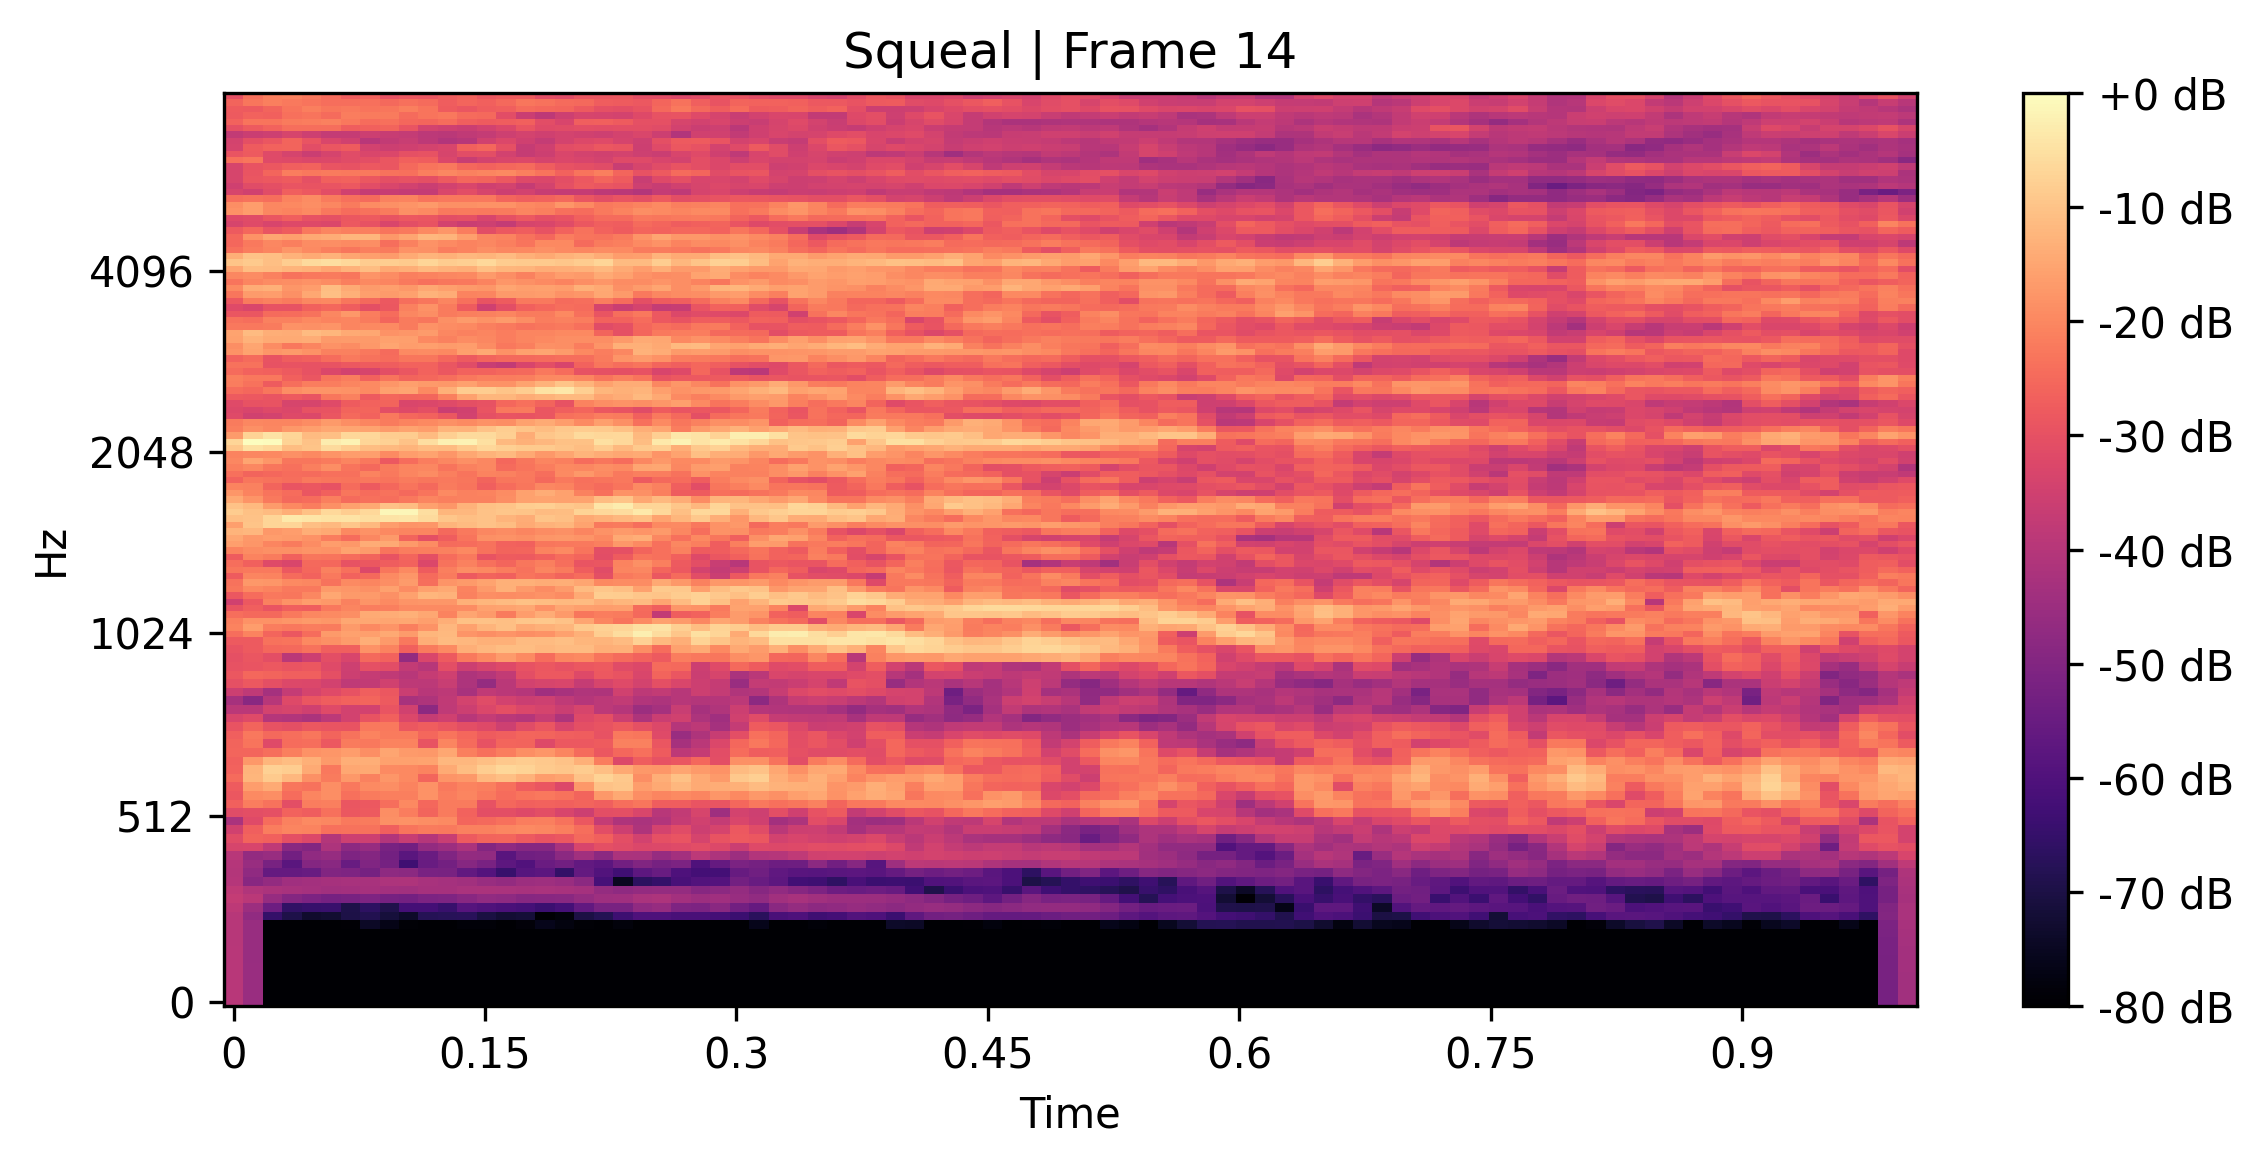 Squeal | Frame 14
Hz
4096
2048
1024
512
0
0 0.15 0.3 0.45 0.6 0.75 0.9
Time
+0 dB
-10 dB
-20 dB
-30 dB
-40 dB
-50 dB
-60 dB
-70 dB
-80 dB